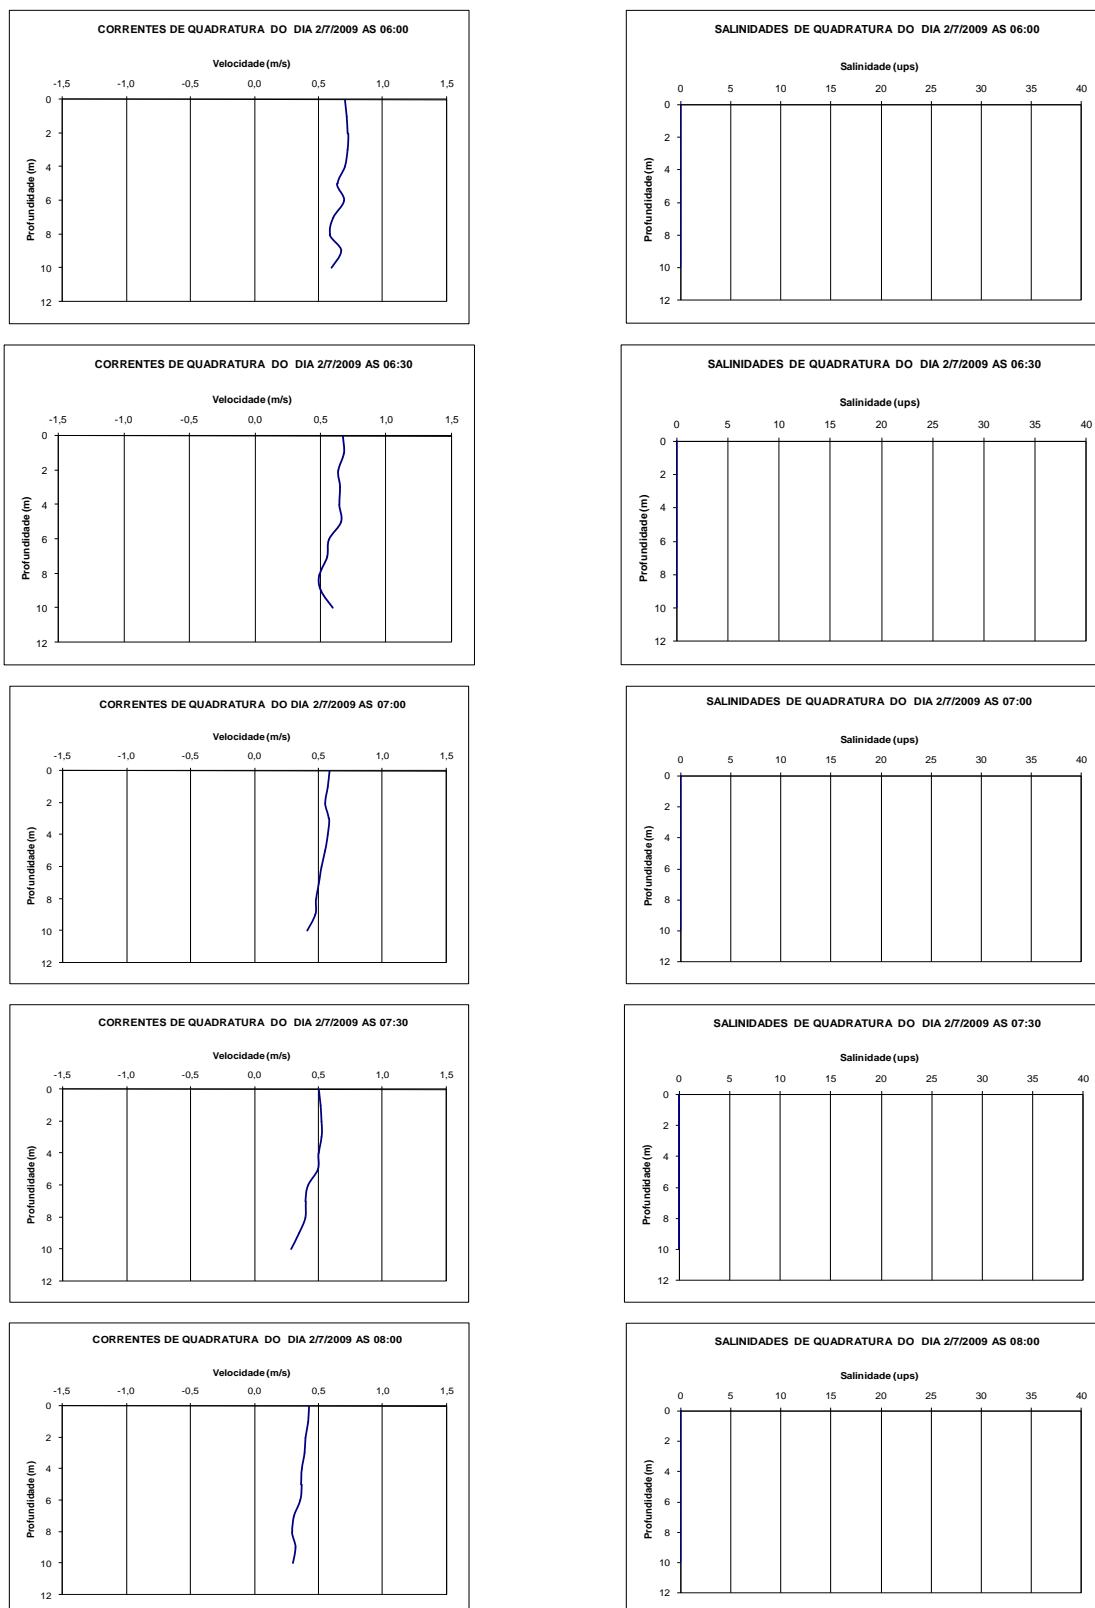 CORRENTES DE QUADRATURA DO DIA 2/7/2009 AS 06:00
Velocidade (m/s)
-1,5 -1,0 -0,5 0,0 0,5 1,0 1,5
0
2
4
6
8
10
12
Profundidade (m)
SALINIDADES DE QUADRATURA DO DIA 2/7/2009 AS 06:00
Salinidade (ups)
0 5 10 15 20 25 30 35 40
0
2
4
6
8
10
12
Profundidade (m)
CORRENTES DE QUADRATURA DO DIA 2/7/2009 AS 06:30
Velocidade (m/s)
-1,5 -1,0 -0,5 0,0 0,5 1,0 1,5
0
2
4
6
8
10
12
Profundidade (m)
SALINIDADES DE QUADRATURA DO DIA 2/7/2009 AS 06:30
Salinidade (ups)
0 5 10 15 20 25 30 35 40
0
2
4
6
8
10
12
Profundidade (m)
CORRENTES DE QUADRATURA DO DIA 2/7/2009 AS 07:00
Velocidade (m/s)
-1,5 -1,0 -0,5 0,0 0,5 1,0 1,5
0
2
4
6
8
10
12
Profundidade (m)
SALINIDADES DE QUADRATURA DO DIA 2/7/2009 AS 07:00
Salinidade (ups)
0 5 10 15 20 25 30 35 40
0
2
4
6
8
10
12
Profundidade (m)
CORRENTES DE QUADRATURA DO DIA 2/7/2009 AS 07:30
Velocidade (m/s)
-1,5 -1,0 -0,5 0,0 0,5 1,0 1,5
0
2
4
6
8
10
12
Profundidade (m)
SALINIDADES DE QUADRATURA DO DIA 2/7/2009 AS 07:30
Salinidade (ups)
0 5 10 15 20 25 30 35 40
0
2
4
6
8
10
12
Profundidade (m)
CORRENTES DE QUADRATURA DO DIA 2/7/2009 AS 08:00
Velocidade (m/s)
-1,5 -1,0 -0,5 0,0 0,5 1,0 1,5
0
2
4
6
8
10
12
Profundidade (m)
SALINIDADES DE QUADRATURA DO DIA 2/7/2009 AS 08:00
Salinidade (ups)
0 5 10 15 20 25 30 35 40
0
2
4
6
8
10
12
Profundidade (m)